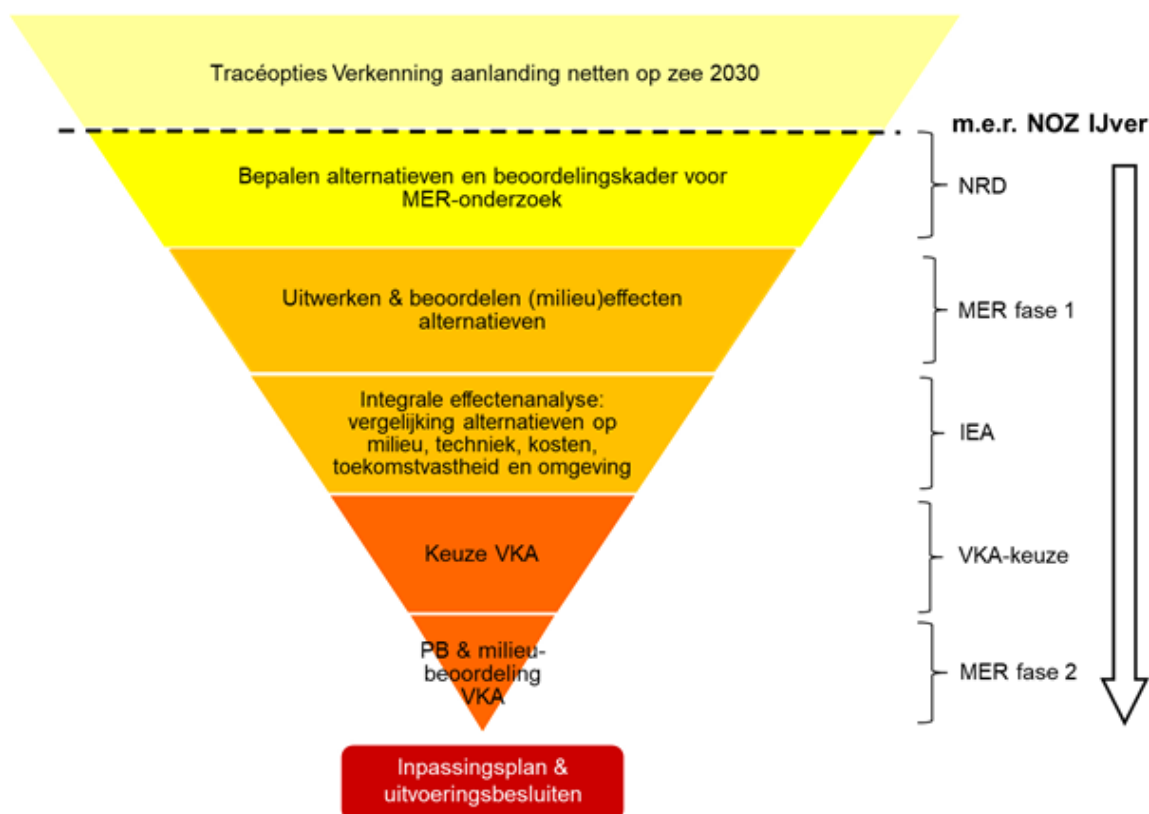 Tracéopties Verkenning aanlanding netten op zee 2030
m.e.r. NOZ IJver
Bepalen alternatieven en beoordelingskader voor
MER-onderzoek
NRD
Uitwerken & beoordelen (milieu)effecten
alternatieven
MER fase 1
Integrale effectenanalyse:
vergelijking alternatieven op
milieu, techniek, kosten,
toekomstvastheid en omgeving
IEA
Keuze VKA
VKA-keuze
PB & milieu-
beoordeling
VKA
MER fase 2
Inpassingsplan &
uitvoeringsbesluiten